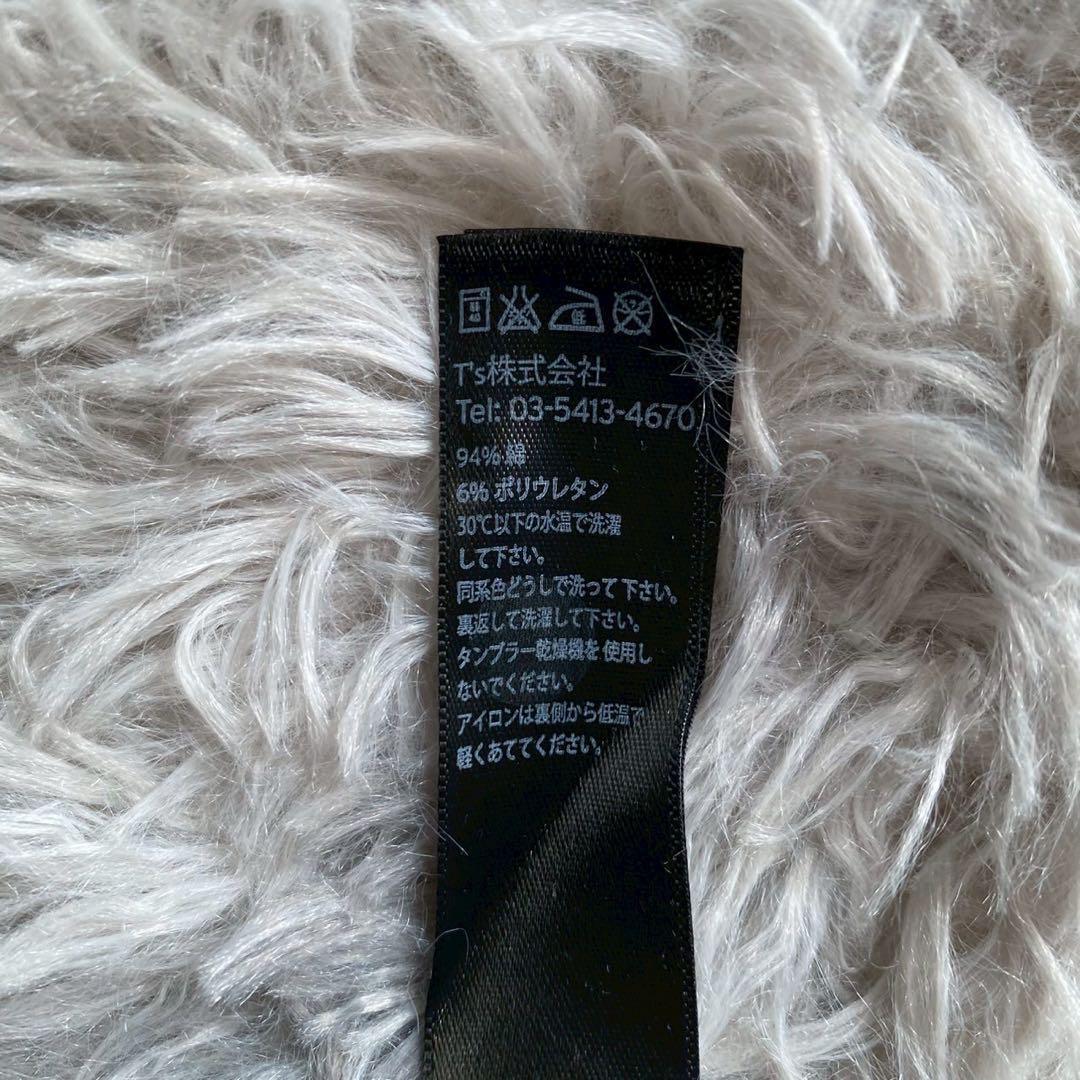 低
T's株式会社
Tel: 03-5413-4670
94% 綿
6% ポリウレタン
30℃以下の水温で洗濯
して下さい。
同系色どうしで洗って下さい。
裏返して洗濯して下さい。
タンブラー乾燥機を使用し
ないでください。
アイロンは裏側から低温で
軽くあててください。